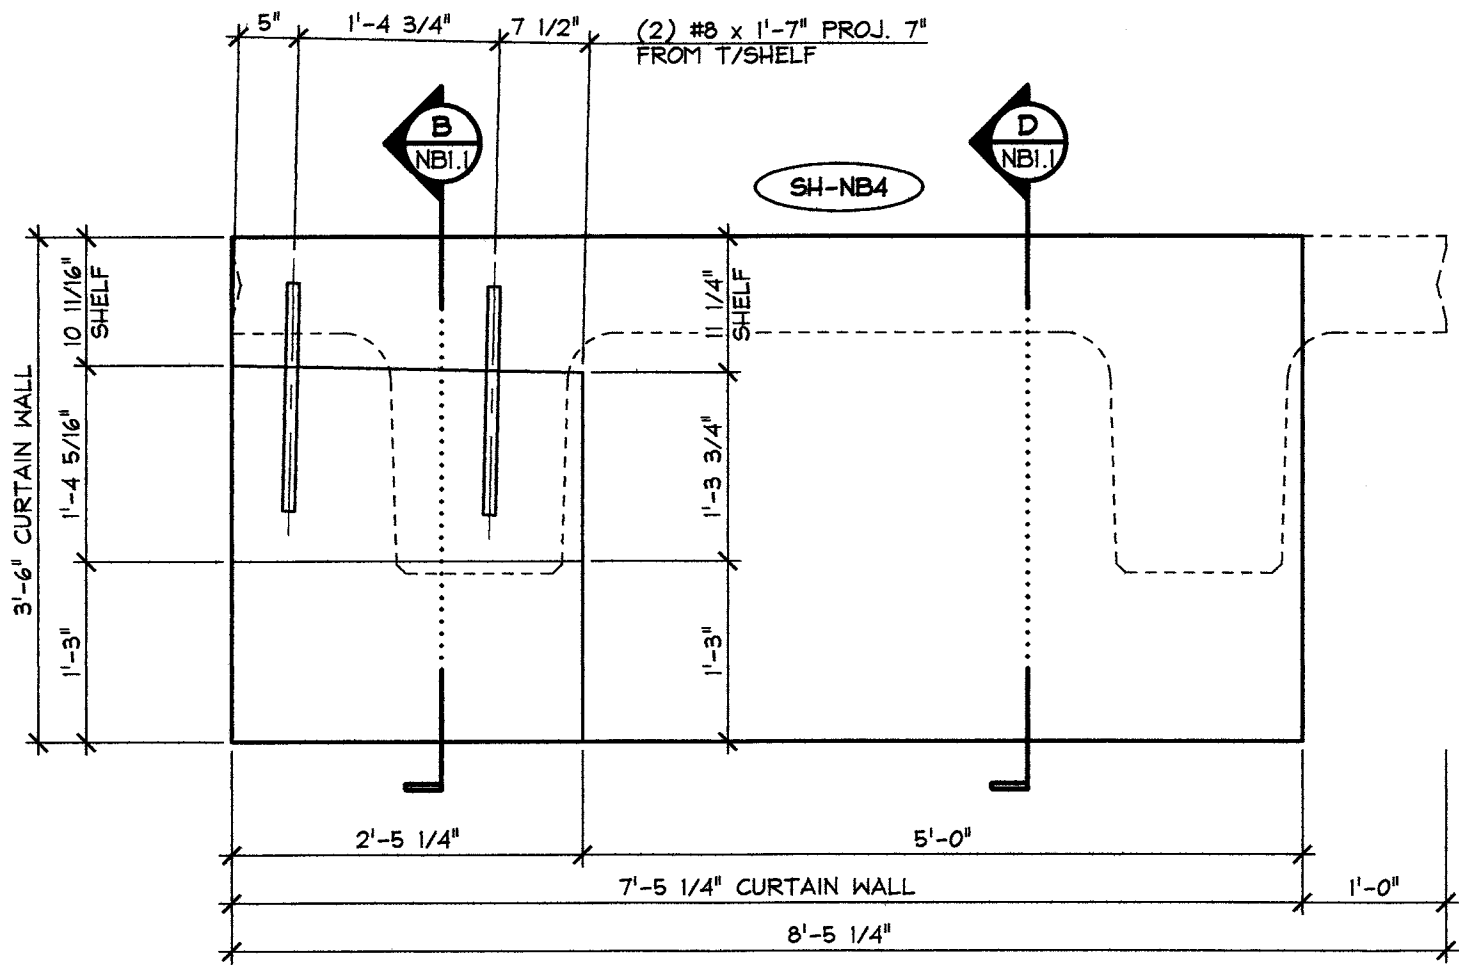 5"
1'-4 3/4"
7 1/2"
(2) #8 x 1'-7" PROJ. 7"
FROM T/SHELF
B
NB1.1
D
NB1.1
SH-NB4
3'-6" CURTAIN WALL
10 11/16"
SHELF
1'-4 5/16"
1'-3"
11 1/4"
SHELF
1'-3 3/4"
1'-3"
2'-5 1/4"
5'-0"
7'-5 1/4" CURTAIN WALL
1'-0"
8'-5 1/4"